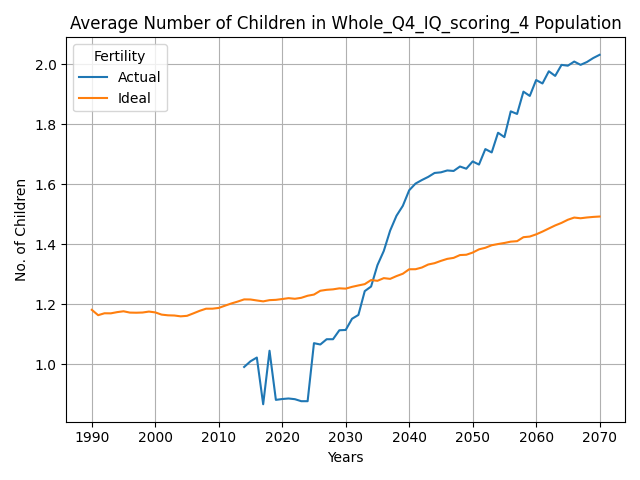 Average Number of Children in Whole_Q4_IQ_scoring_4 Population
Fertility
Actual
Ideal
2.0
1.8
1.6
1.4
1.2
1.0
No. of Children
1990 2000 2010 2020 2030 2040 2050 2060 2070
Years